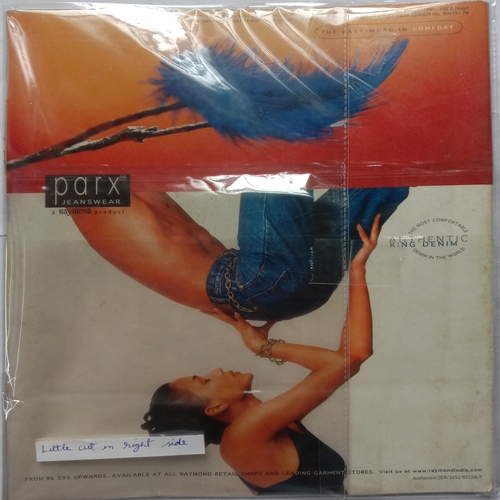 THE LAST WORD IN COMFORT
parx
JEANSWEAR
A Raymond product
THE MOST COMFORTABLE
AUTHENTIC
RING DENIM
DENIM IN THE WORLD
Little cut in right side
FROM Rs 595 UPWARDS. AVAILABLE AT ALL RAYMOND RETAIL SHOPS AND LEADING GARMENT STORES. Visit us at www.raymondindia.com